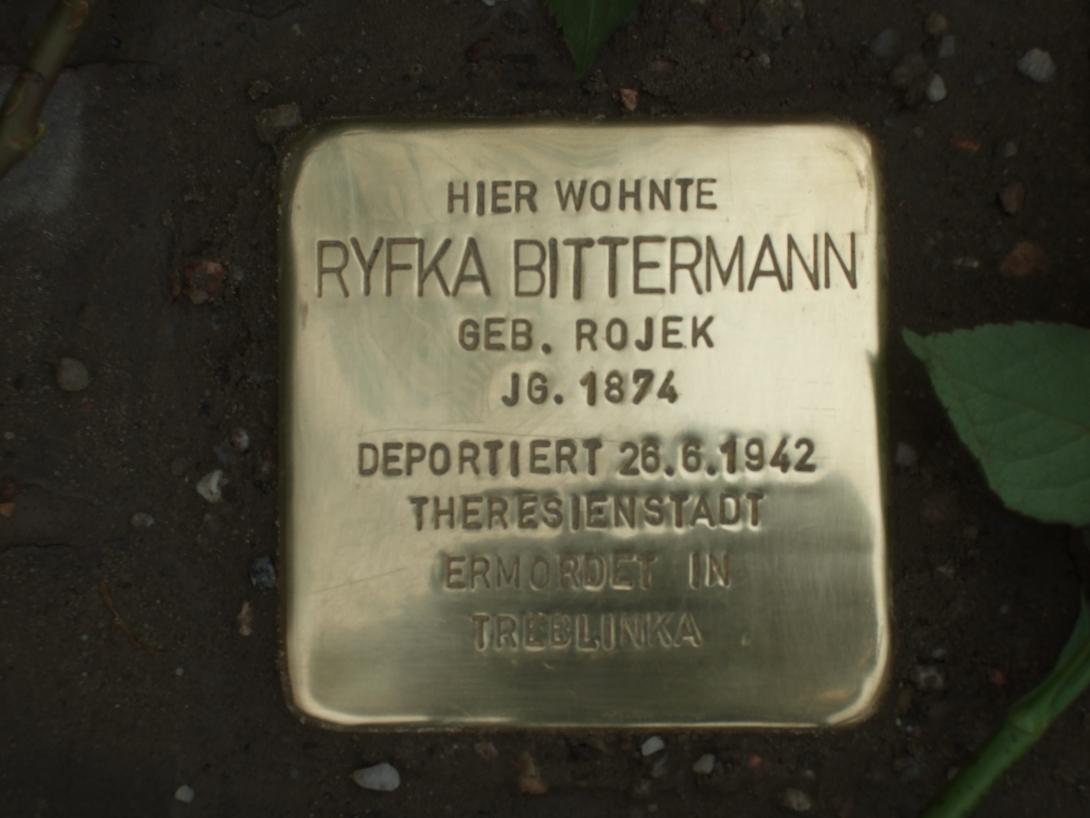 HIER WOHNTE
RYFKA BITTERMANN
GEB. ROJEK
JG. 1874
DEPORTIERT 26.6.1942
THERESIENSTADT
ERMORDET IN
TREBLINKA